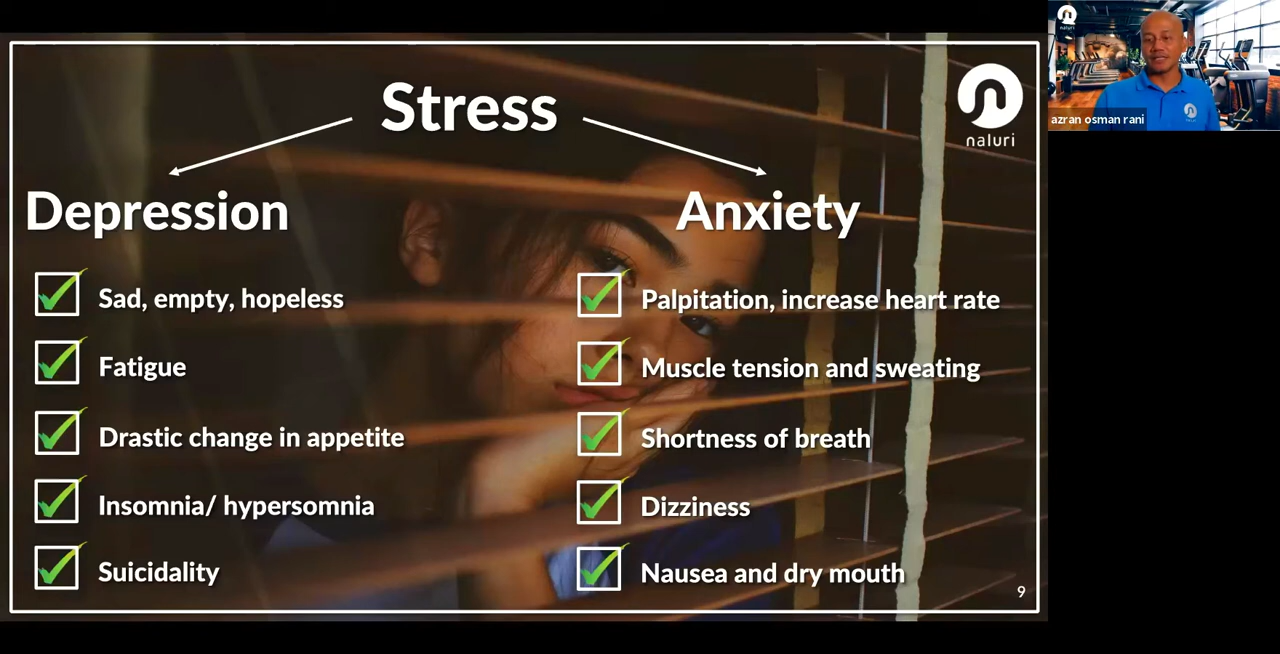 Stress
naluri
Depression
Anxiety
Sad, empty, hopeless
Fatigue
Drastic change in appetite
Insomnia/ hypersomnia
Suicidality
Palpitation, increase heart rate
Muscle tension and sweating
Shortness of breath
Dizziness
Nausea and dry mouth
9
naluri
azran osman rani